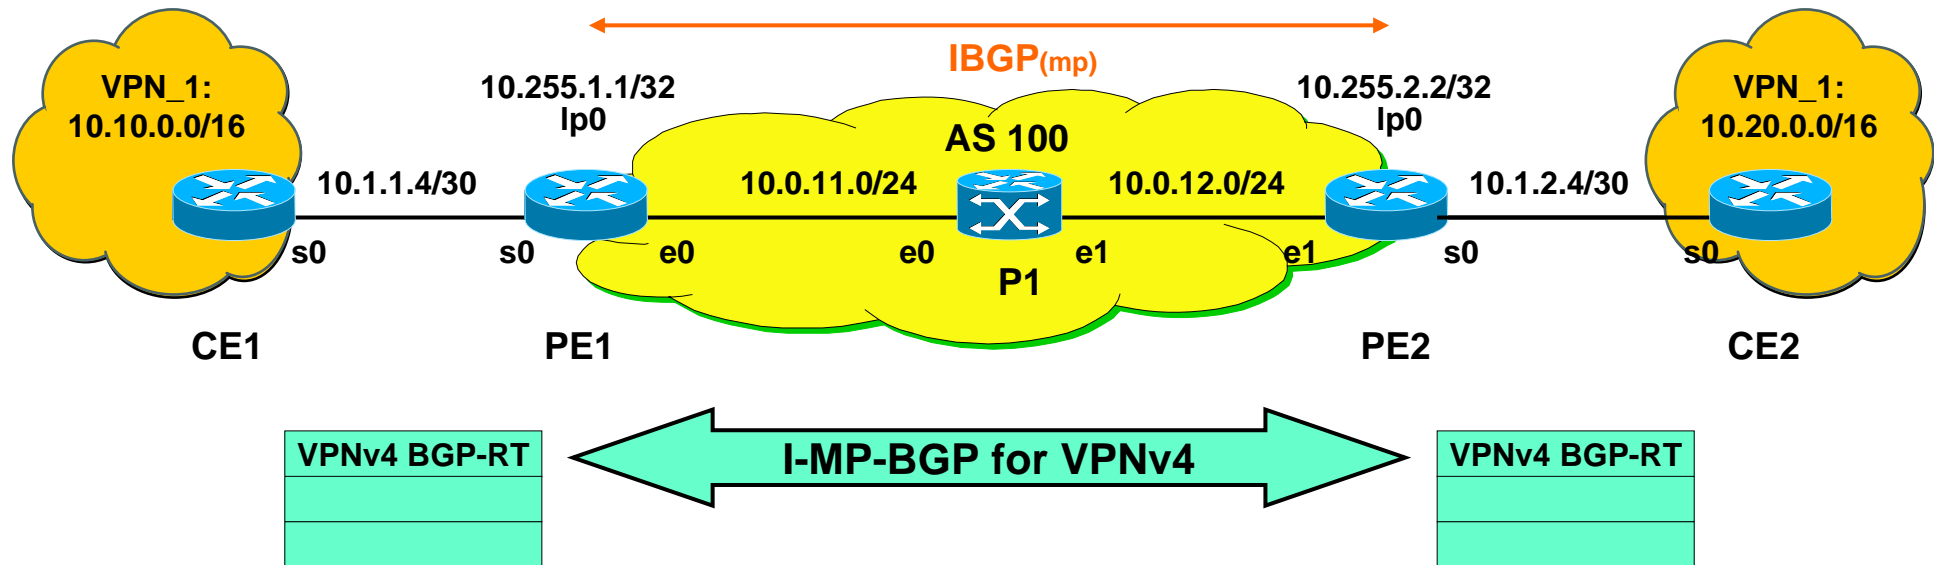 IBGP(mp)
VPN_1:
10.10.0.0/16
10.255.1.1/32
lp0
10.255.2.2/32
lp0
VPN_1:
10.20.0.0/16
AS 100
10.1.1.4/30
10.0.11.0/24
10.0.12.0/24
10.1.2.4/30
s0
s0
e0
e0
e1
e1
s0
s0
P1
CE1
PE1
PE2
CE2
VPNv4 BGP-RT
I-MP-BGP for VPNv4
VPNv4 BGP-RT